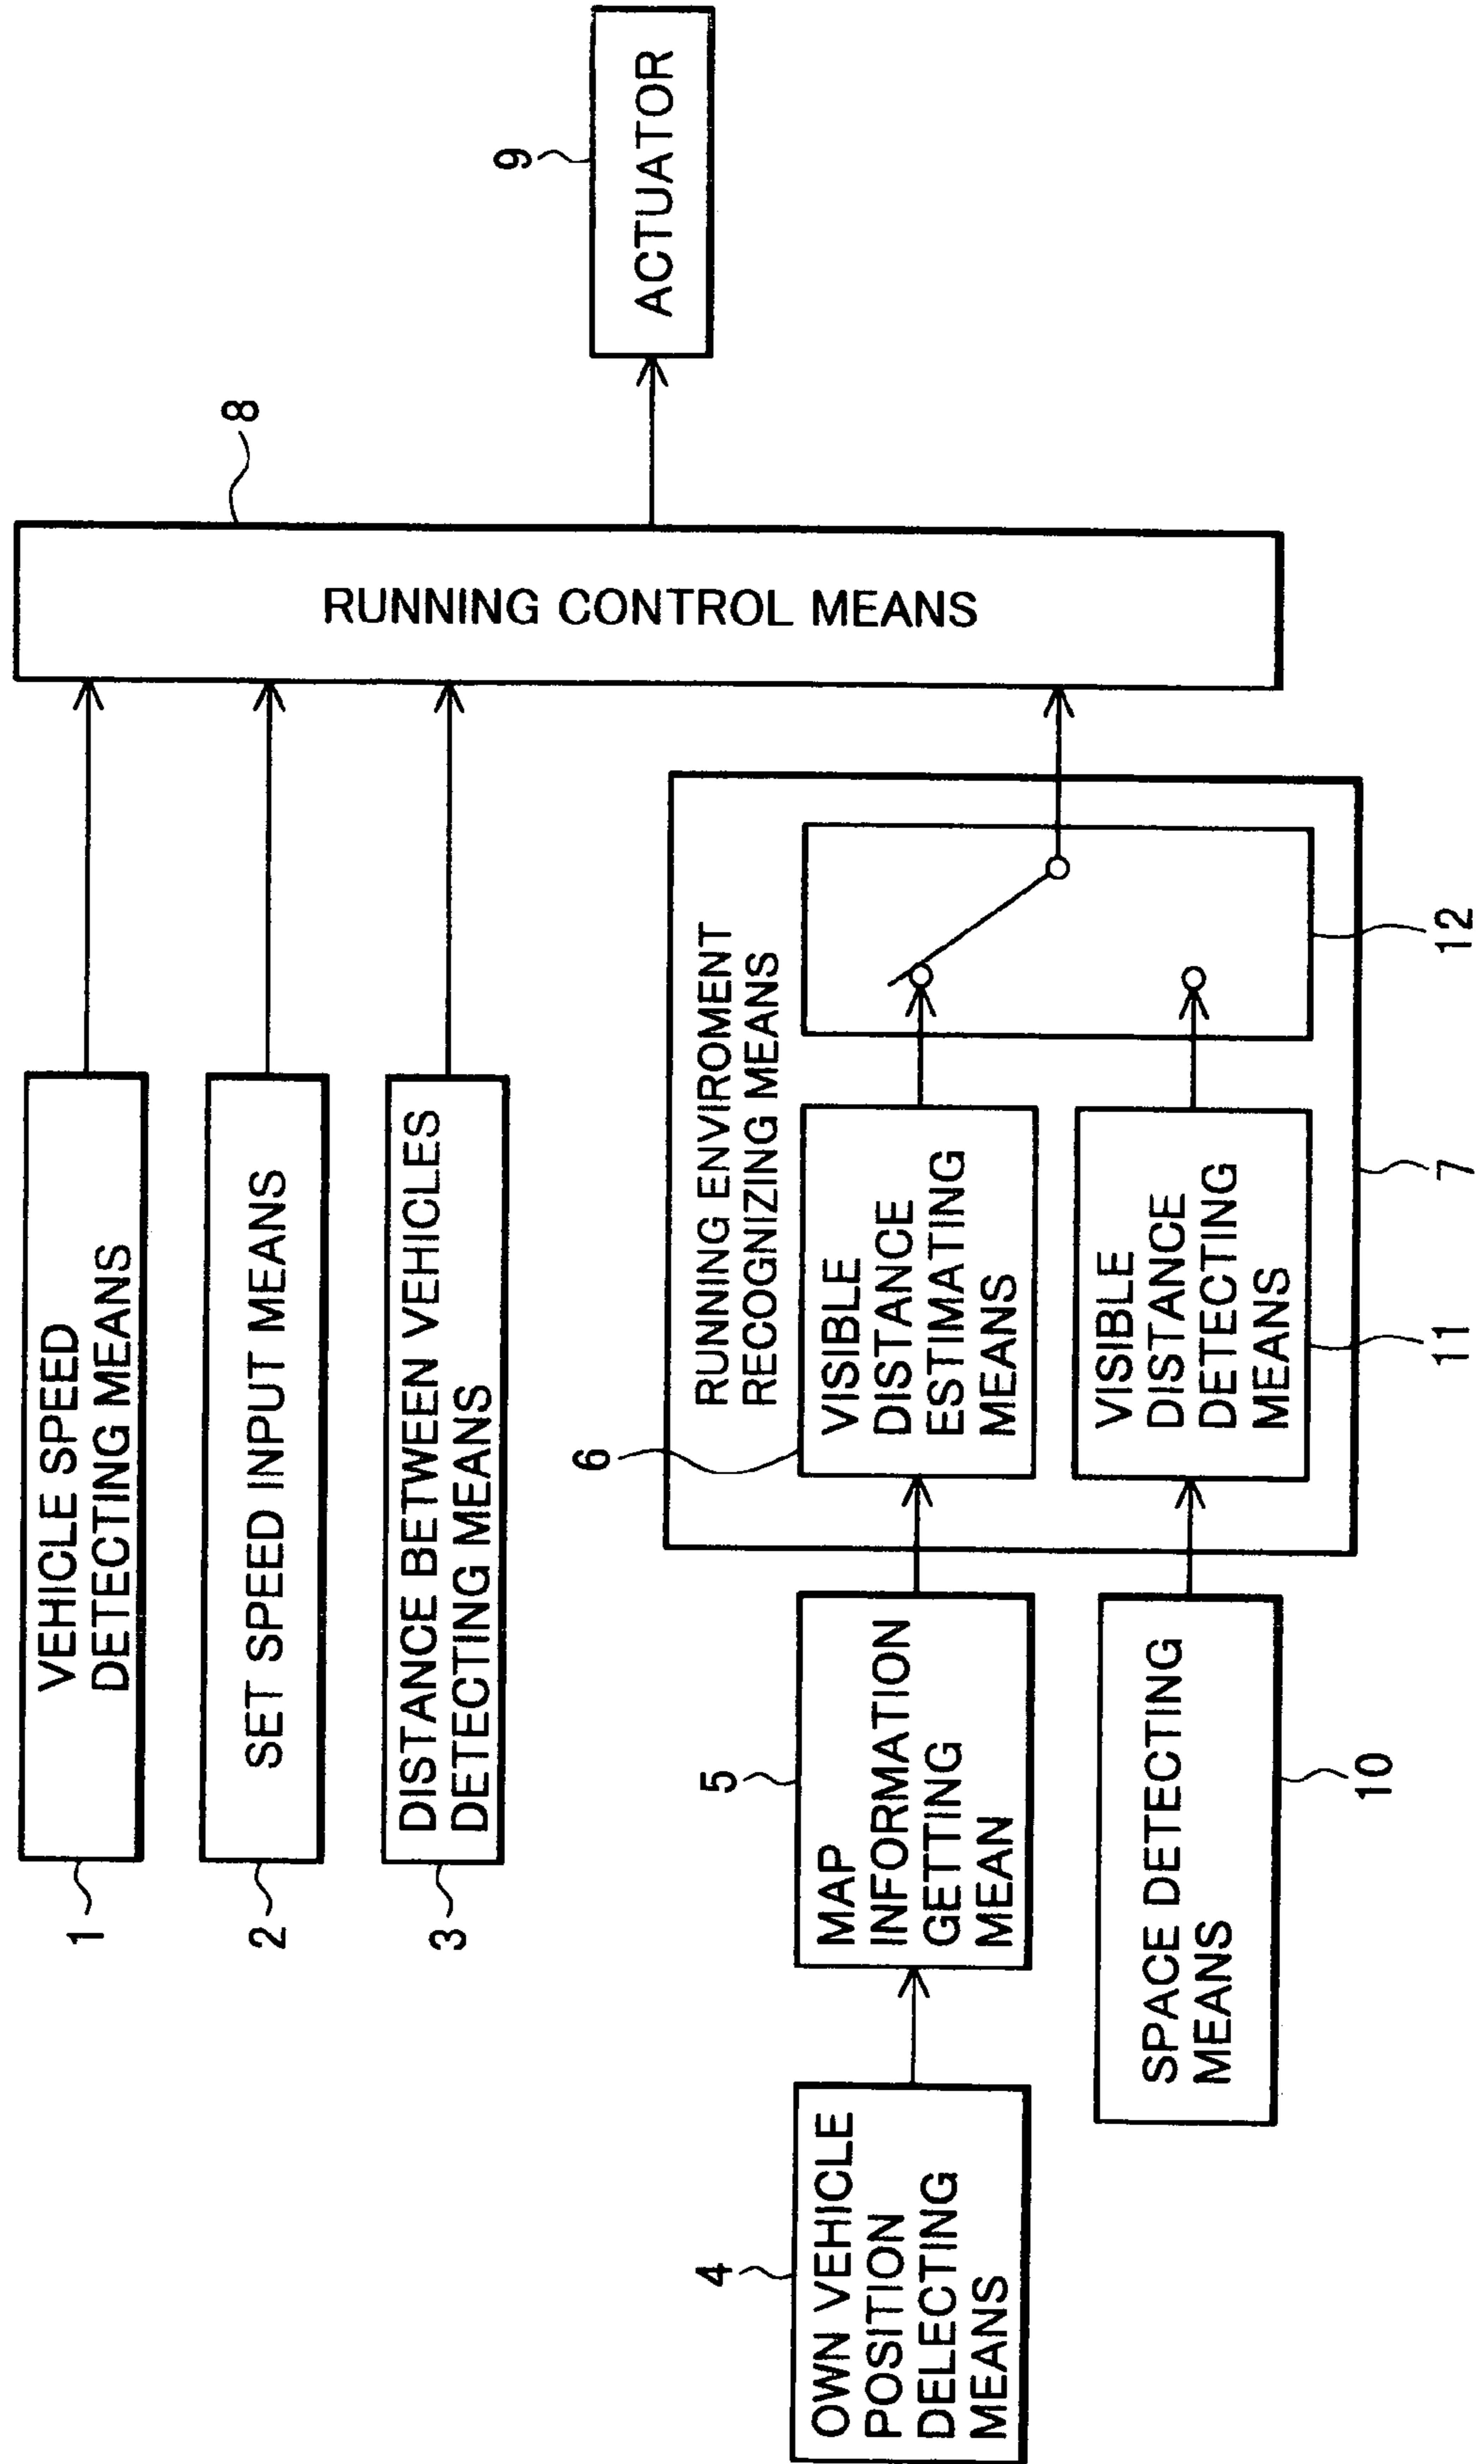 1
VEHICLE SPEED
DETECTING MEANS
2
SET SPEED INPUT MEANS
3
DISTANCE BETWEEN VEHICLES
DETECTING MEANS
4
OWN VEHICLE
POSITION
DELECTING
MEANS
5
MAP
INFORMATION
GETTING
MEAN
SPACE DETECTING
MEANS
10
RUNNING ENVIROMENT
RECOGNIZING MEANS
6
VISIBLE
DISTANCE
ESTIMATING
MEANS
VISIBLE
DISTANCE
DETECTING
MEANS
11
7
12
8
RUNNING CONTROL MEANS
9
ACTUATOR